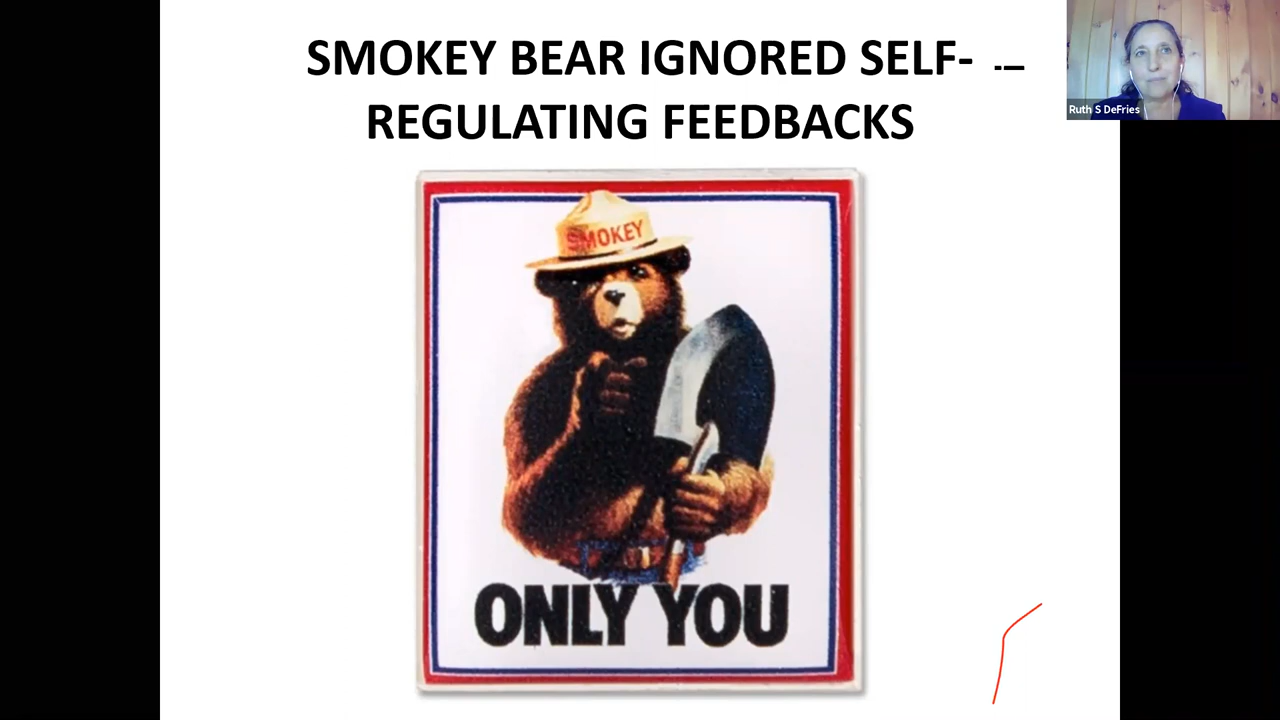 SMOKEY BEAR IGNORED SELF-
REGULATING FEEDBACKS
Ruth S DeFries
SMOKEY
ONLY YOU